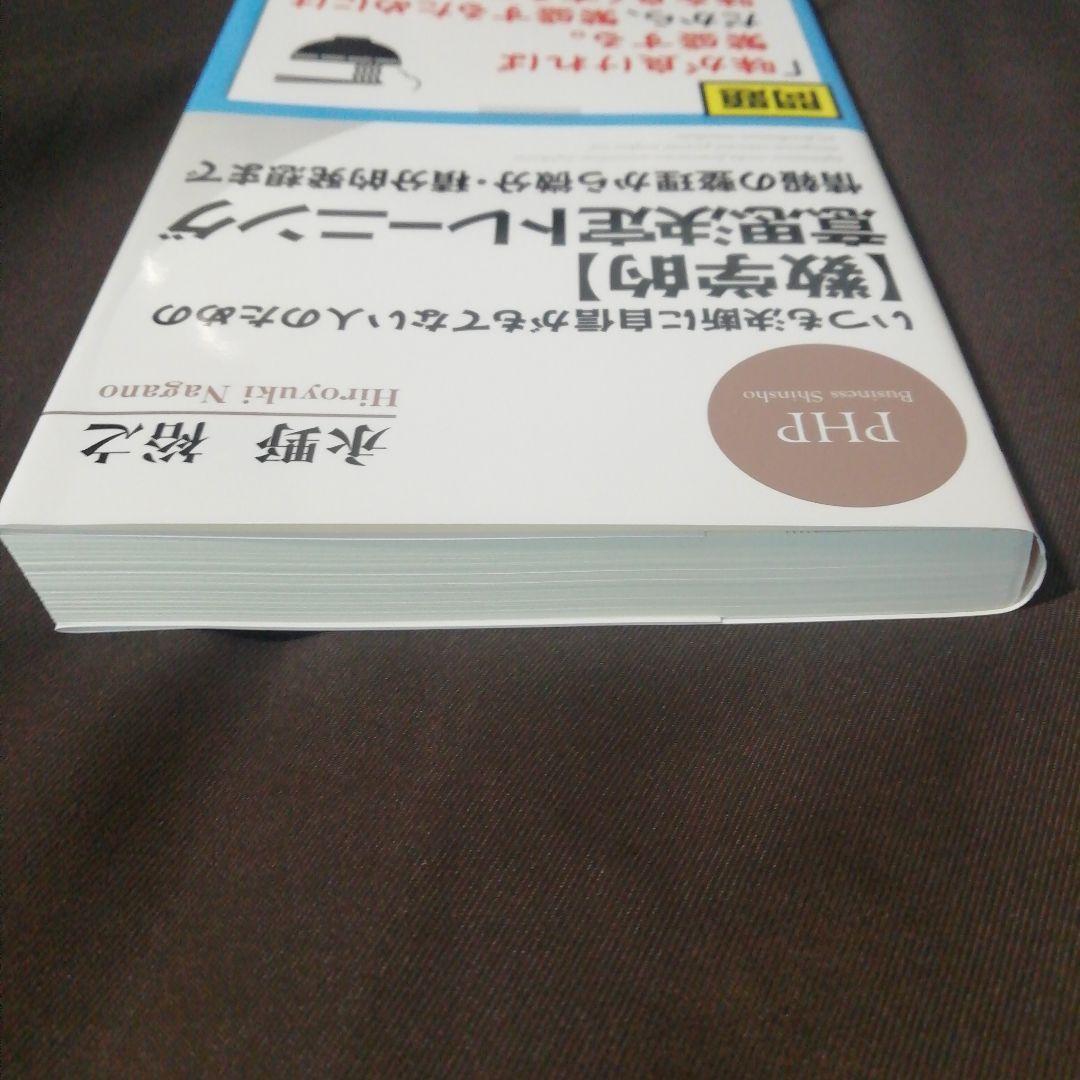 PHP
Business Shinsho
永野 裕之
Hiroyuki Nagano
いつも決断に自信がもてない人のための
【数学的】
意思決定トレーニング
情報の整理から微分・積分的発想まで
問題
「味が良ければ
繁盛する。
だから、繁盛するためには